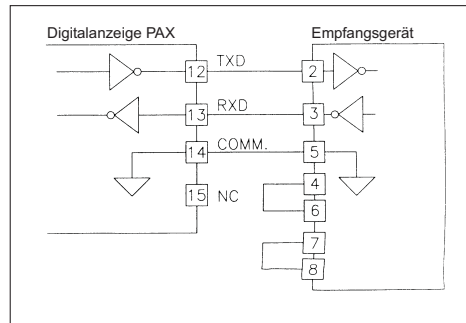 Digitalanzeige PAX Empfangsgerät
12 TXD 2
13 RXD 3
14 COMM. 5
15 NC 4
6
7
8